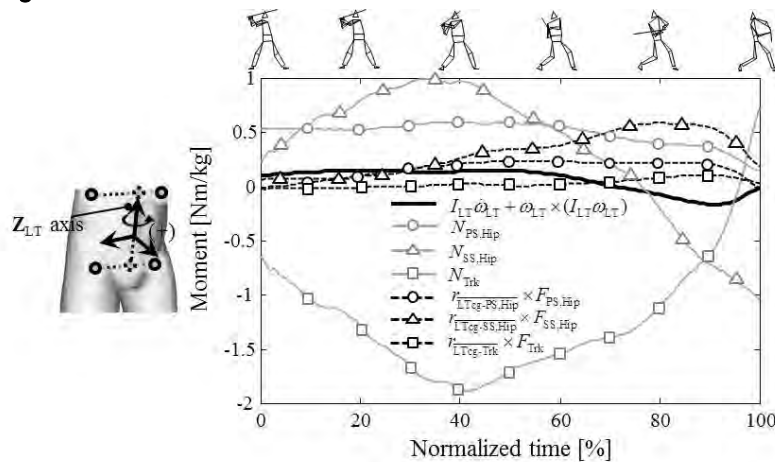 Moment [Nm/kg]
1
0.5
0
-0.5
-1
-1.5
-2
Z_LT axis
(+)
I_LT ω̇_LT + ω_LT × (I_LT ω_LT)
N_PS,Hip
N_SS,Hip
N_Trk
r_LTcg-PS,Hip × F_PS,Hip
r_LTcg-SS,Hip × F_SS,Hip
r_LTcg-Trk × F_Trk
0 20 40 60 80 100
Normalized time [%]